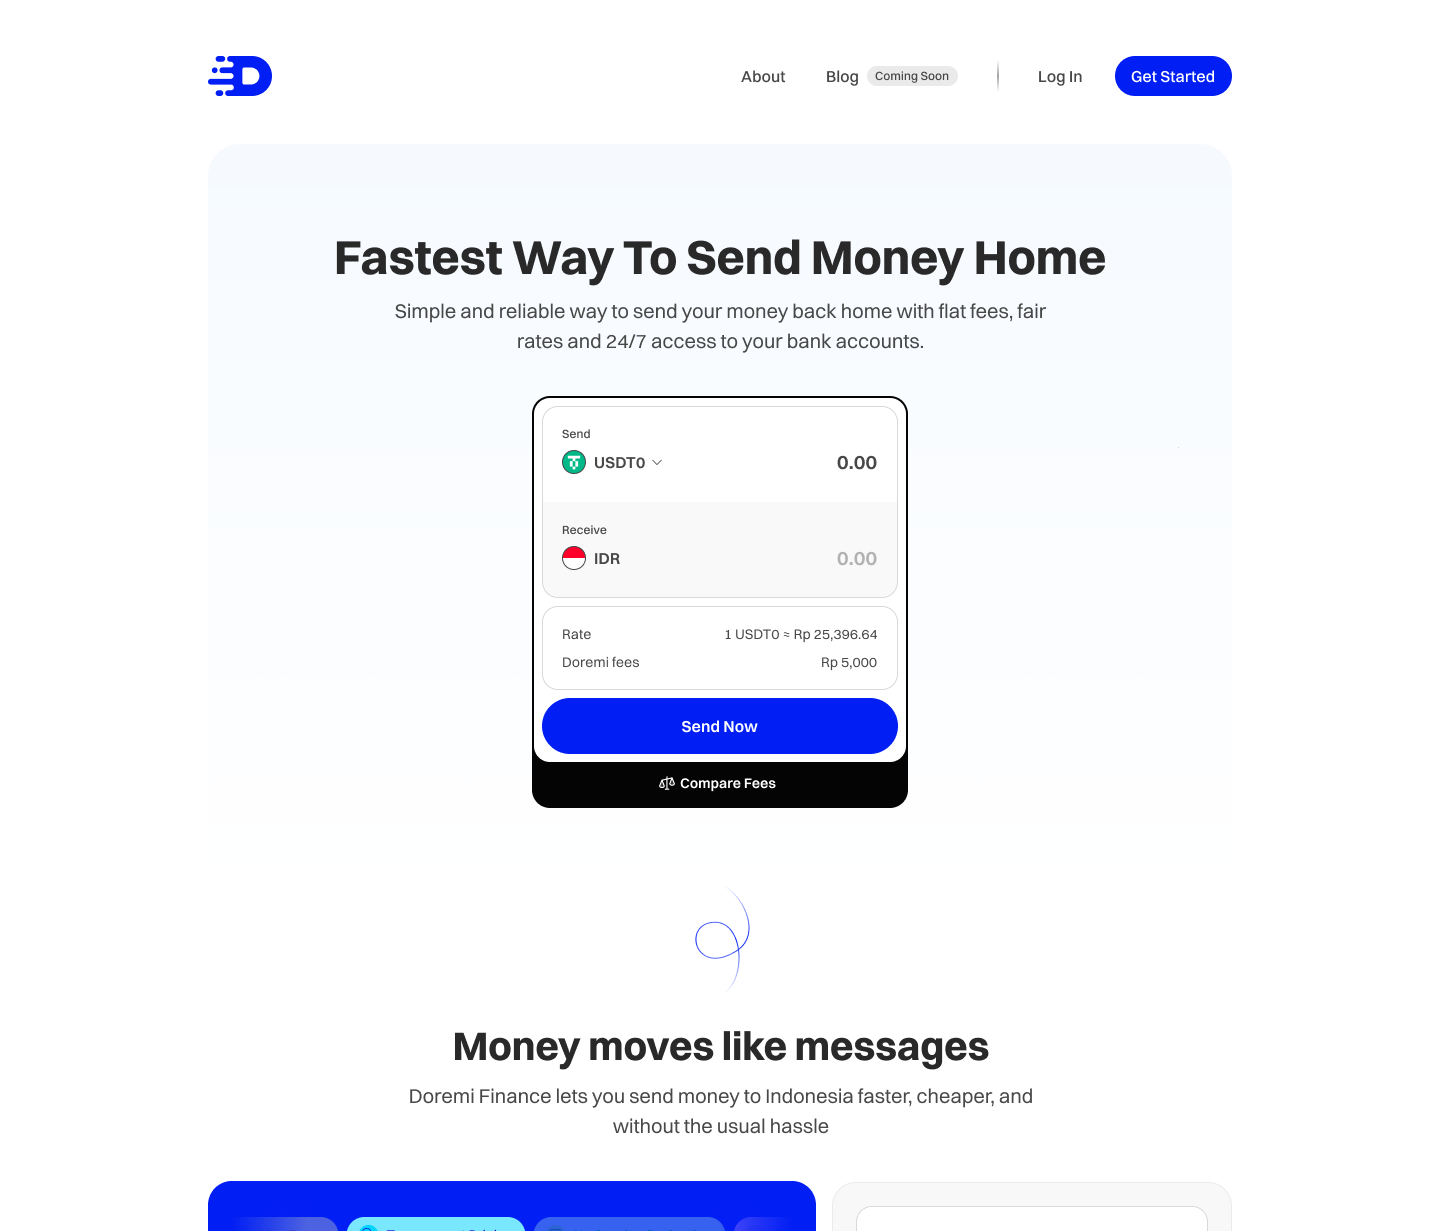 About
Blog
Coming Soon
Log In
Get Started
Fastest Way To Send Money Home
Simple and reliable way to send your money back home with flat fees, fair
rates and 24/7 access to your bank accounts.
Send
USDT0
0.00
Receive
IDR
0.00
Rate
1 USDT0 ≈ Rp 25,396.64
Doremi fees
Rp 5,000
Send Now
Compare Fees
Money moves like messages
Doremi Finance lets you send money to Indonesia faster, cheaper, and
without the usual hassle